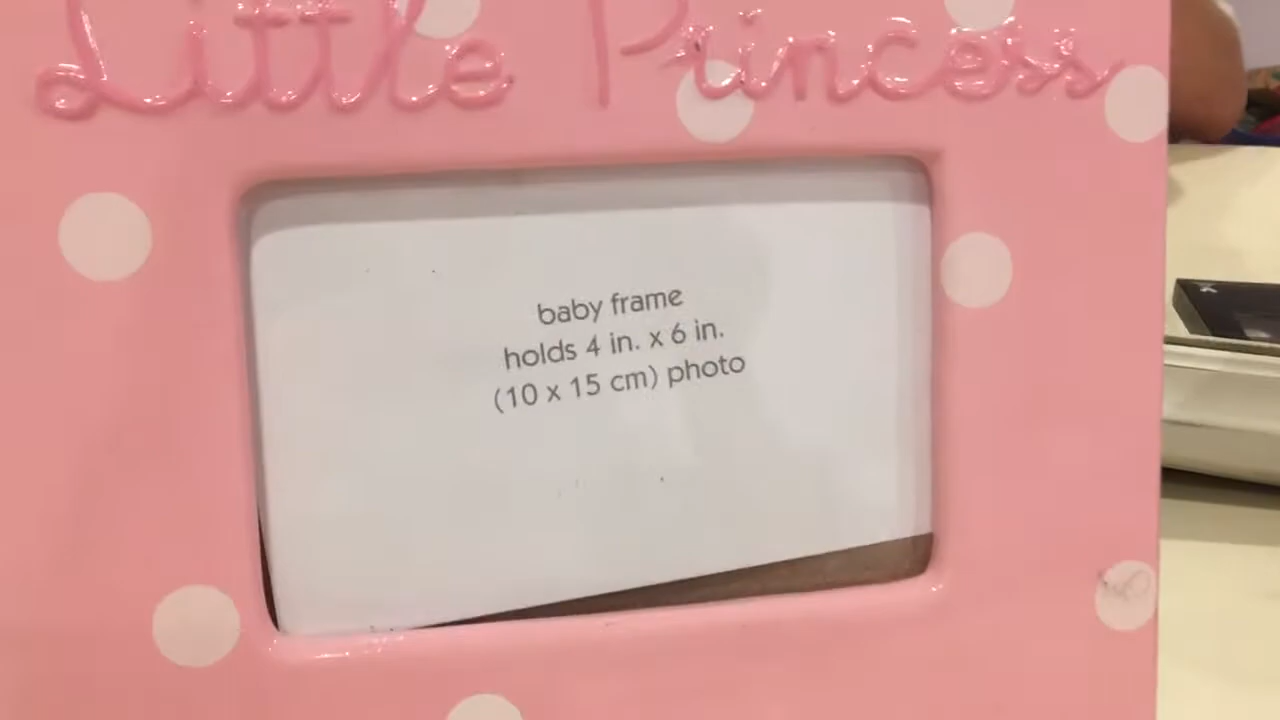 Little Princess
baby frame
holds 4 in. x 6 in.
(10 x 15 cm) photo